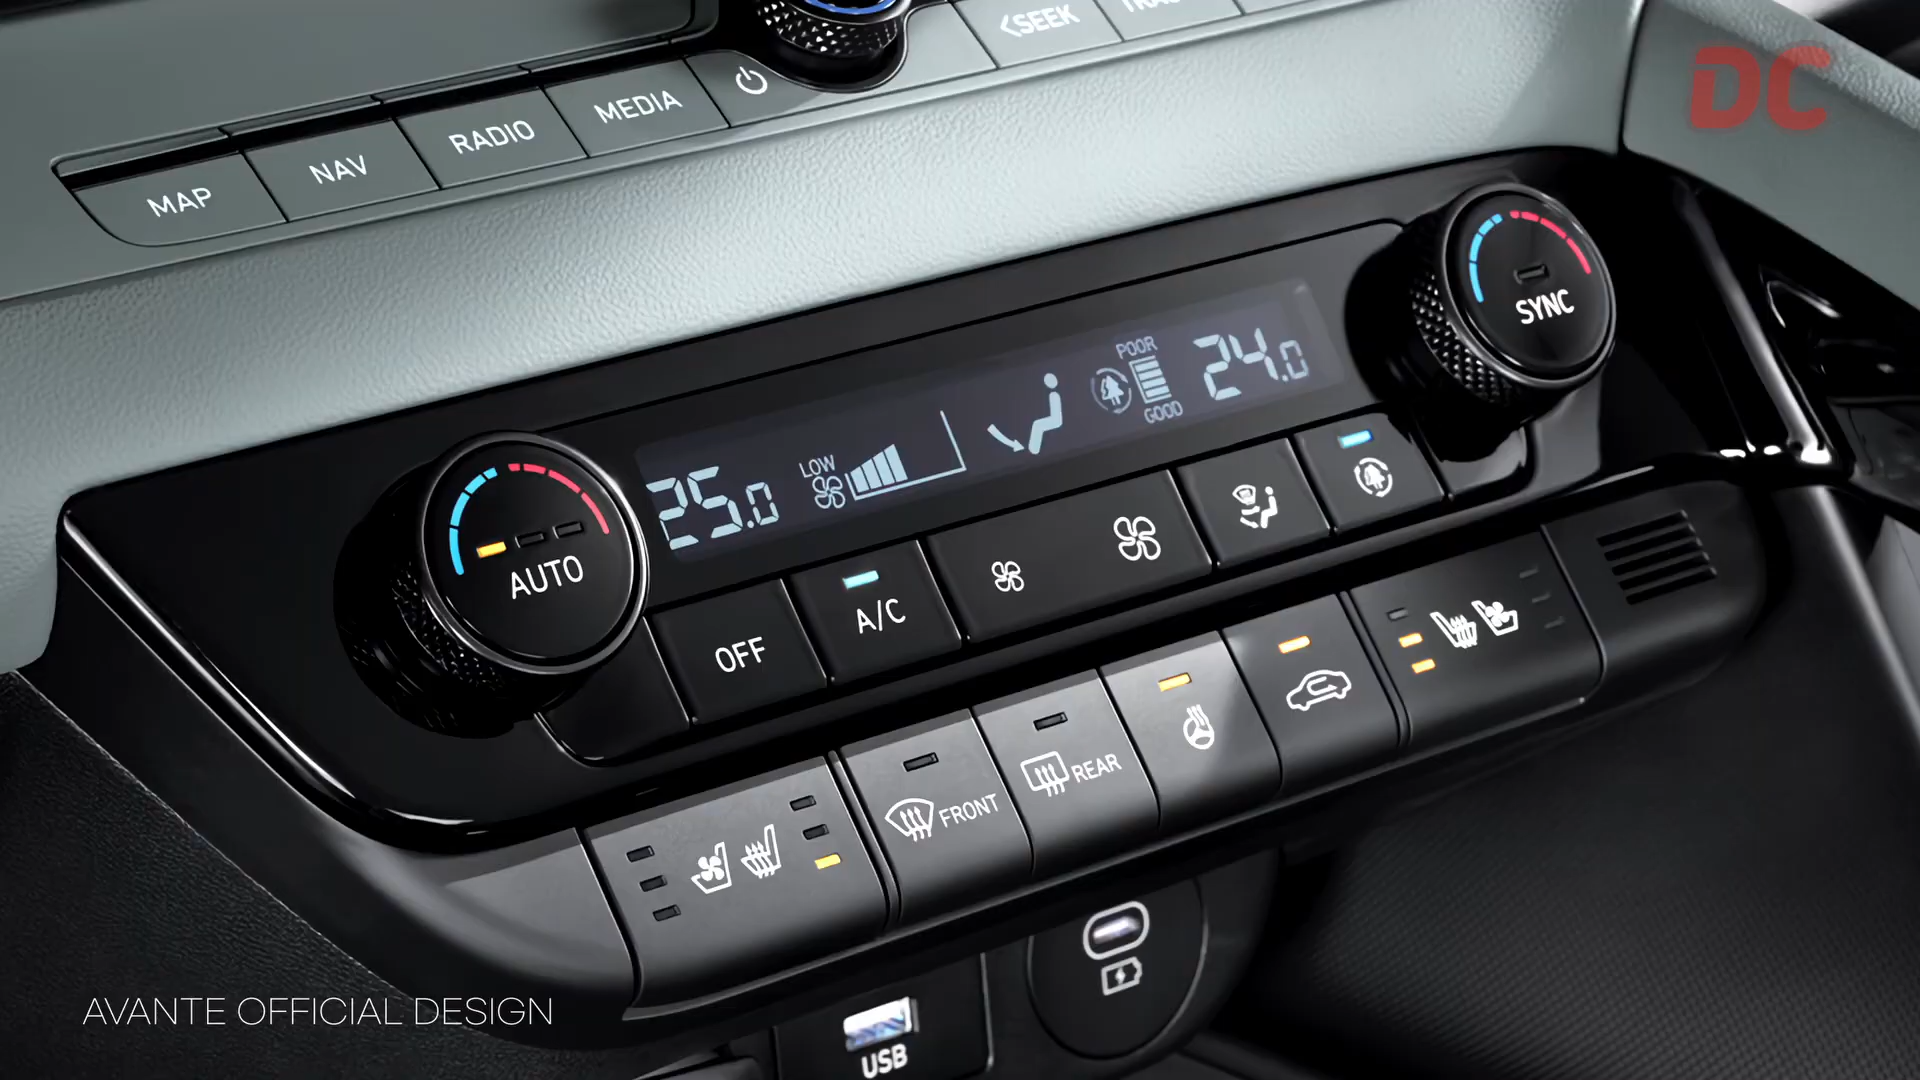 <SEEK
MAP
NAV
RADIO
MEDIA
DC
SYNC
25.0
LOW
POOR
GOOD
24.0
AUTO
OFF
A/C
FRONT
REAR
USB
AVANTE OFFICIAL DESIGN